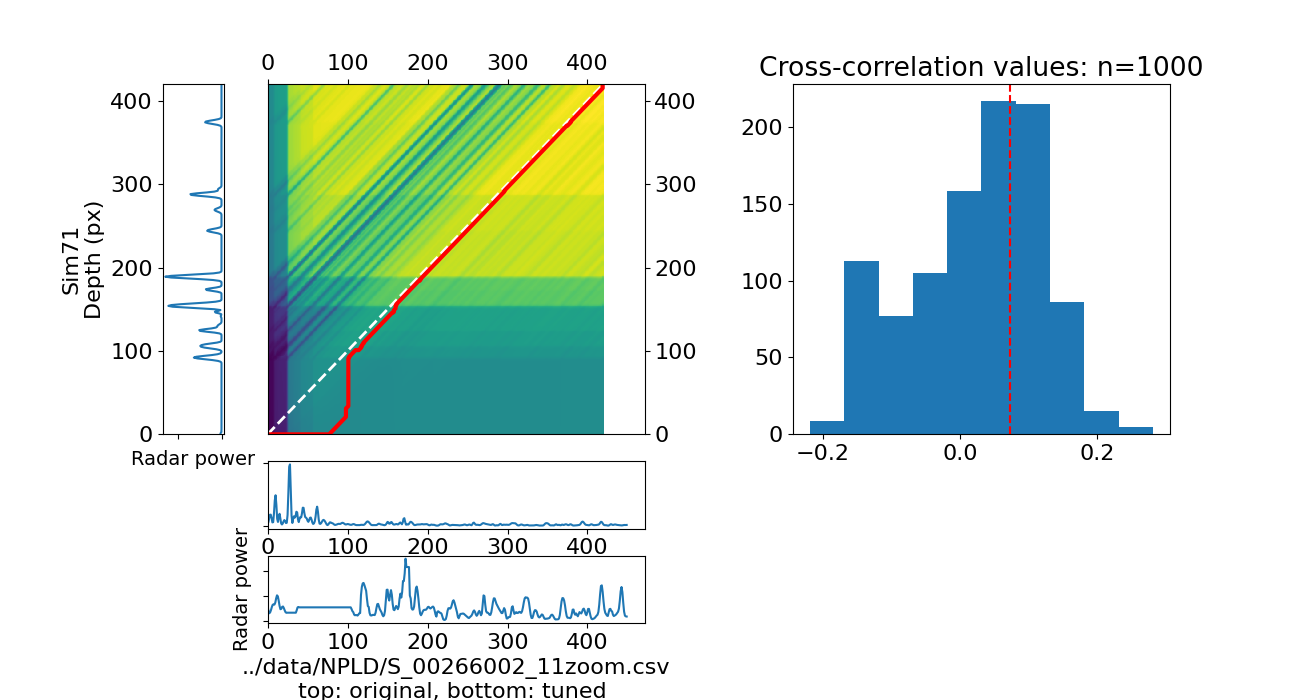 0 100 200 300 400
Cross-correlation values: n=1000
400
300
200
100
0
Sim71
Depth (px)
400
300
200
100
0
200
150
100
50
0
−0.2 0.0 0.2
Radar power
0 100 200 300 400
Radar power
0 100 200 300 400
../data/NPLD/S_00266002_11zoom.csv
top: original, bottom: tuned